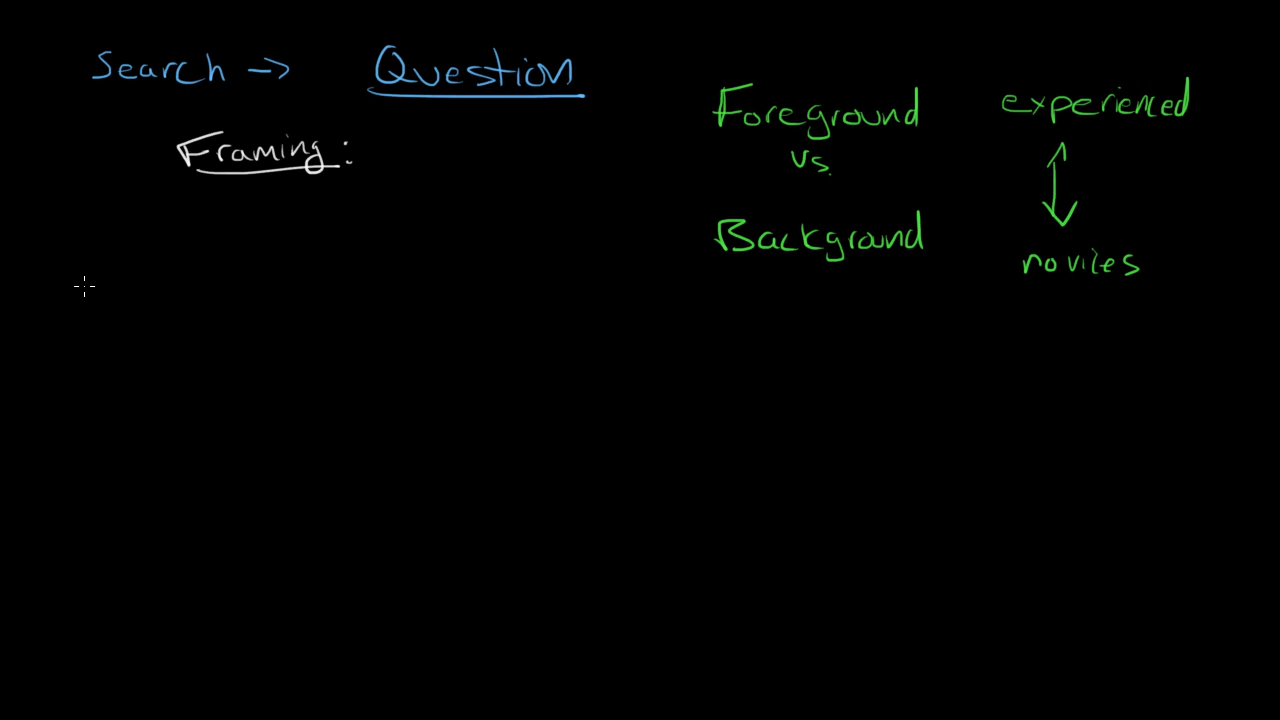 Search -> Question
Framing:
Foreground
vs.
Background
experienced
novices